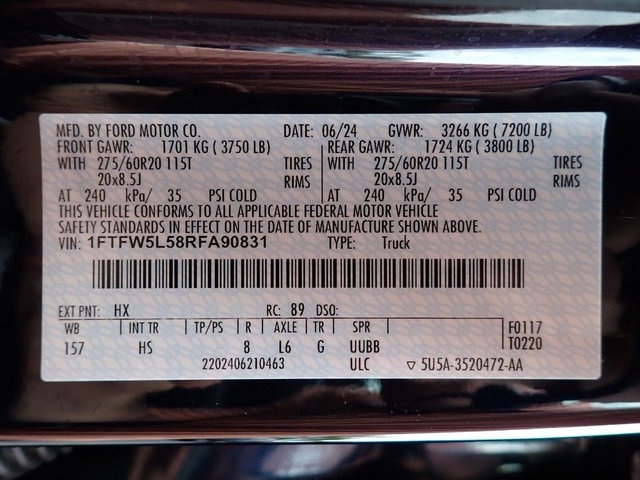 MFD. BY FORD MOTOR CO. DATE: 06/24 GVWR: 3266 KG ( 7200 LB)
FRONT GAWR: 1701 KG ( 3750 LB) REAR GAWR: 1724 KG ( 3800 LB)
WITH 275/60R20 115T TIRES WITH 275/60R20 115T TIRES
20x8.5J RIMS 20x8.5J RIMS
AT 240 kPa/ 35 PSI COLD AT 240 kPa/ 35 PSI COLD
THIS VEHICLE CONFORMS TO ALL APPLICABLE FEDERAL MOTOR VEHICLE
SAFETY STANDARDS IN EFFECT ON THE DATE OF MANUFACTURE SHOWN ABOVE.
VIN: 1FTFW5L58RFA90831 TYPE: Truck
EXT PNT: HX RC: 89 DSO:
WB INT TR TP/PS R AXLE TR SPR F0117
157 HS 8 L6 G UUBB T0220
2202406210463 ULC ▽ 5U5A-3520472-AA